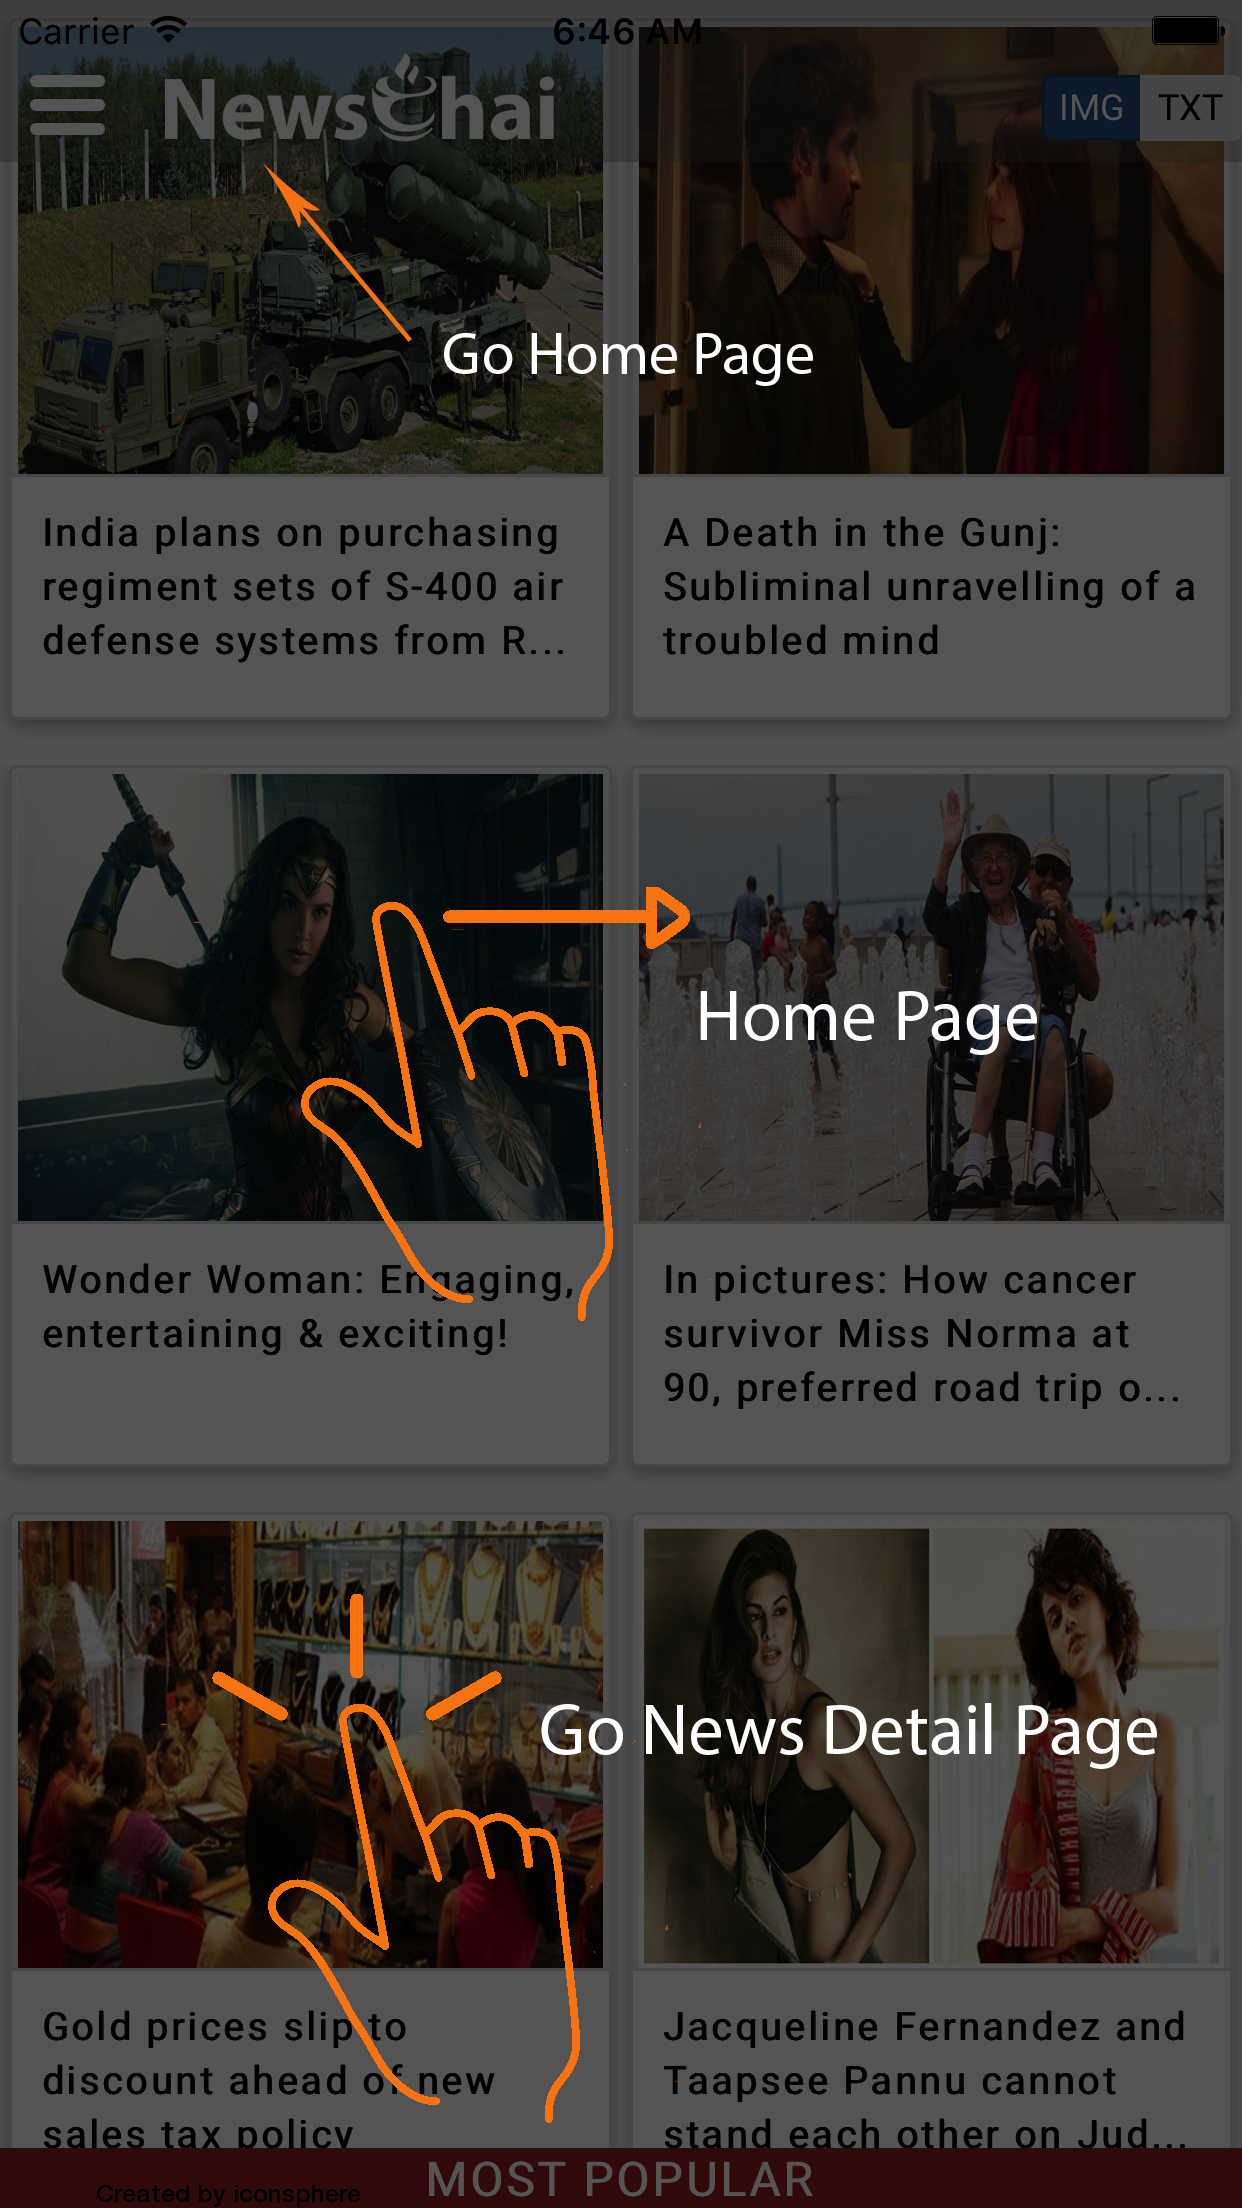 Carrier 6:46 AM
NewsChai IMG TXT
Go Home Page
India plans on purchasing
regiment sets of S-400 air
defense systems from R...
A Death in the Gunj:
Subliminal unravelling of a
troubled mind
Home Page
Wonder Woman: Engaging,
entertaining & exciting!
In pictures: How cancer
survivor Miss Norma at
90, preferred road trip o...
Go News Detail Page
Gold prices slip to
discount ahead of new
sales tax policy
Jacqueline Fernandez and
Taapsee Pannu cannot
stand each other on Jud...
MOST POPULAR
Created by iconsphere